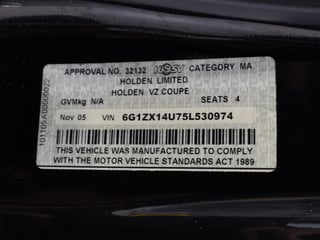 APPROVAL NO. 32132 CATEGORY MA
HOLDEN LIMITED
HOLDEN VZ COUPE
GVMkg N/A SEATS 4
Nov 05 VIN 6G1ZX14U75L530974
THIS VEHICLE WAS MANUFACTURED TO COMPLY
WITH THE MOTOR VEHICLE STANDARDS ACT 1989